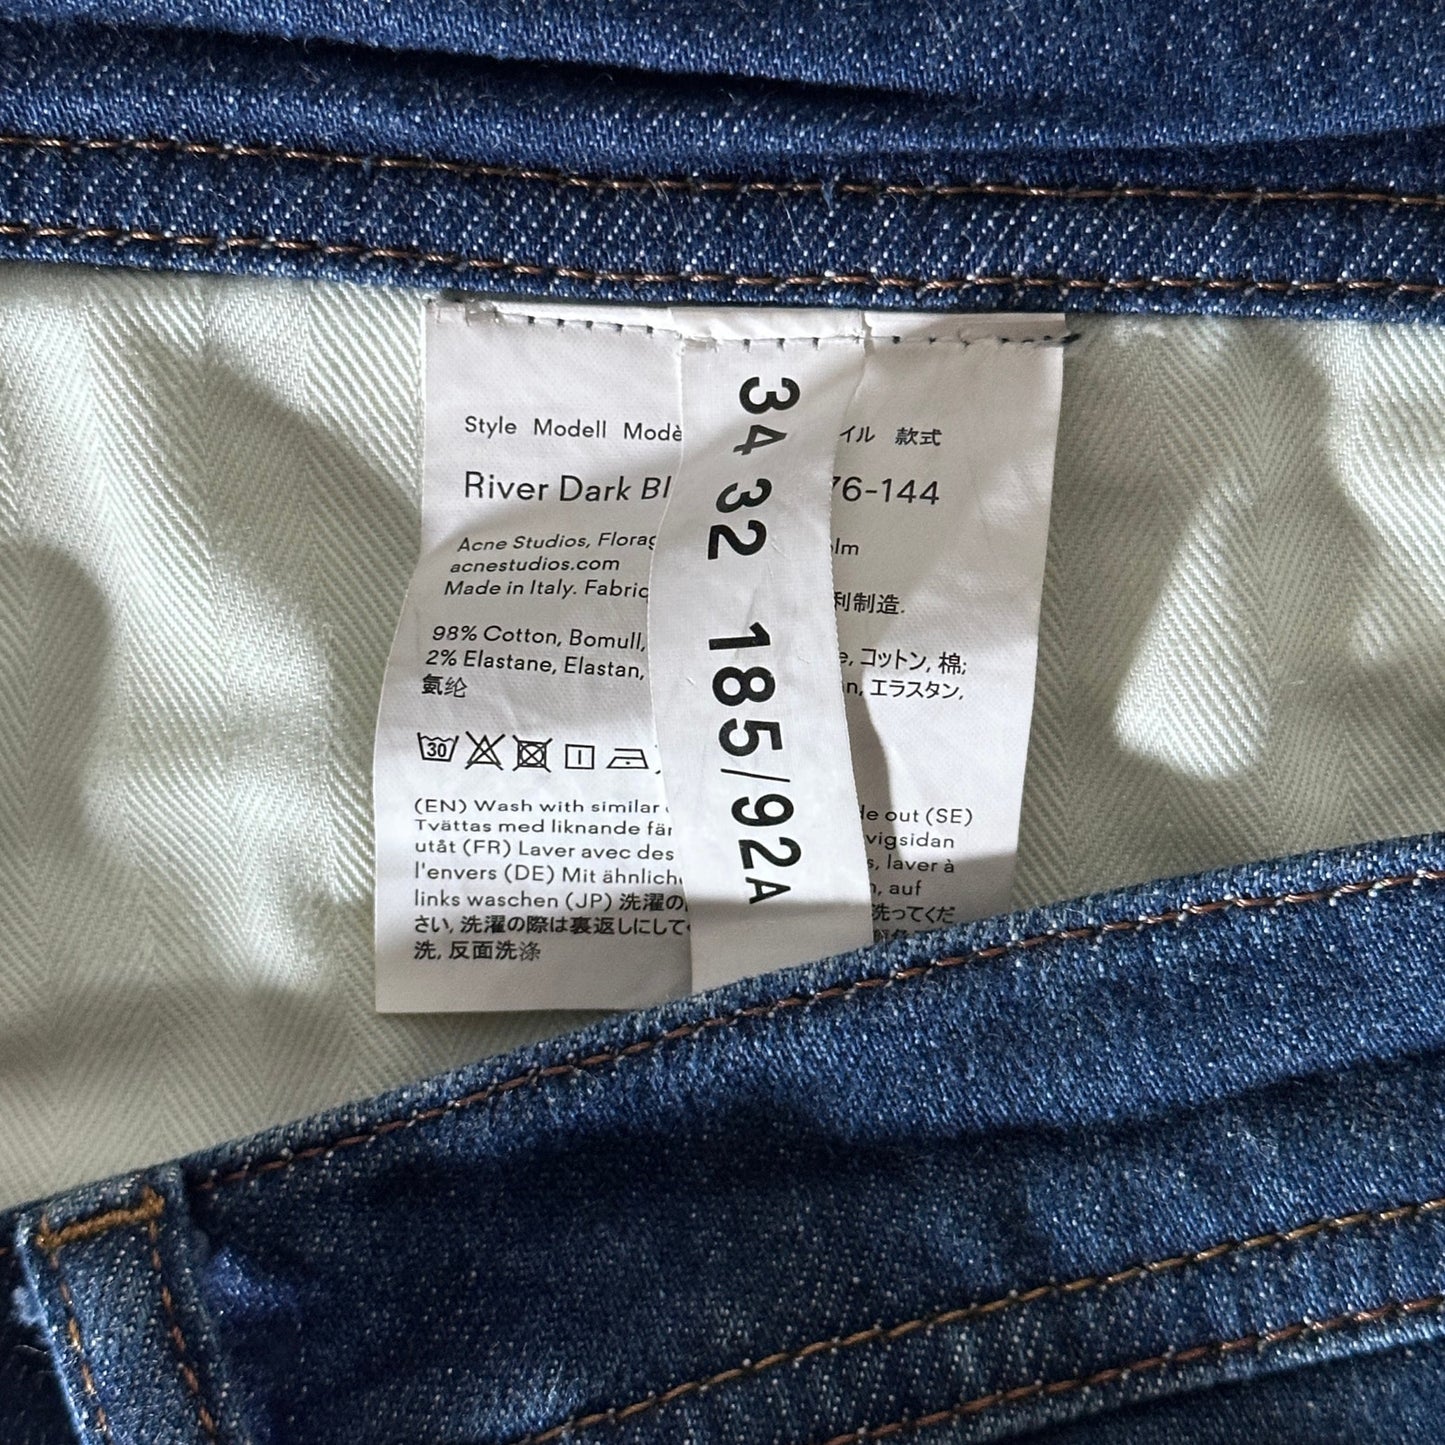 Style Modell Modè イル 款式
River Dark Bl 76-144
Acne Studios, Florag lm
acnestudios.com
Made in Italy. Fabric 利制造.
98% Cotton, Bomull, e, コットン, 棉;
2% Elastane, Elastan, n, エラスタン,
氨纶
30
(EN) Wash with similar de out (SE)
Tvättas med liknande fär vigsidan
utåt (FR) Laver avec des s, laver à
l'envers (DE) Mit ähnlich , auf
links waschen (JP) 洗濯の 洗ってくだ
さい, 洗濯の際は裏返しにして
洗, 反面洗涤
34 32 185/92A